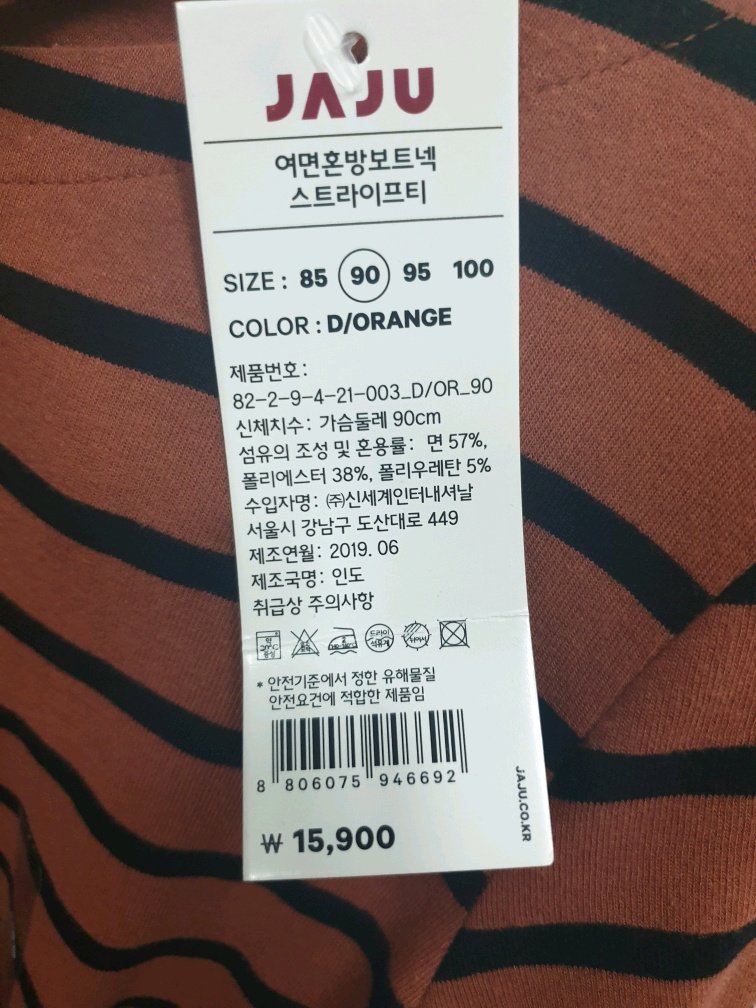 JAJU
여면혼방보트넥
스트라이프티
SIZE : 85 90 95 100
COLOR : D/ORANGE
제품번호:
82-2-9-4-21-003_D/OR_90
신체치수: 가슴둘레 90cm
섬유의 조성 및 혼용률: 면 57%,
폴리에스터 38%, 폴리우레탄 5%
수입자명: ㈜신세계인터내셔날
서울시 강남구 도산대로 449
제조연월: 2019. 06
제조국명: 인도
취급상 주의사항
드라이
* 안전기준에서 정한 유해물질
안전요건에 적합한 제품임
8 806075 946692
₩ 15,900
JAJU.CO.KR